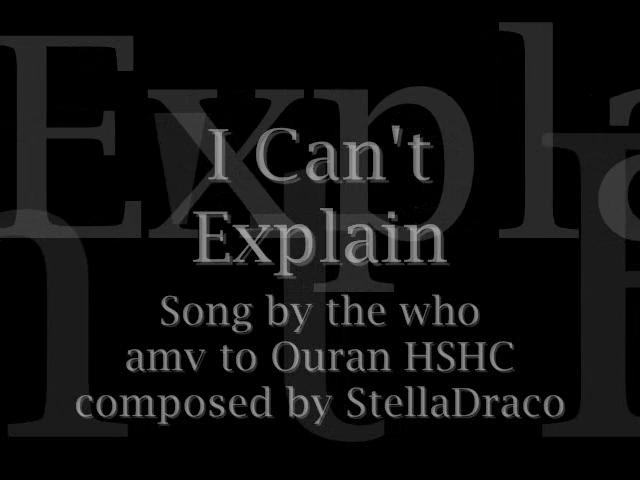 I Can't
Explain
Song by the who
amv to Ouran HSHC
composed by StellaDraco